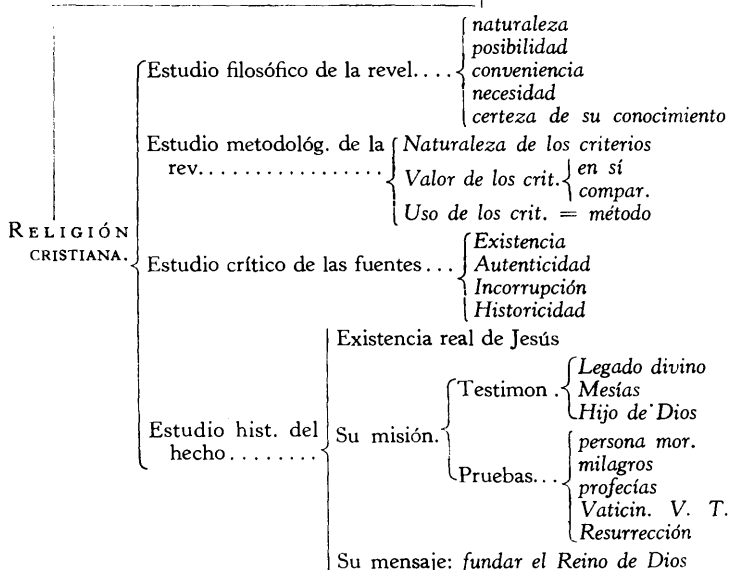 naturaleza
posibilidad
Estudio filosófico de la revel. . . . conveniencia
necesidad
certeza de su conocimiento
Estudio metodológ. de la
rev. . . . . . . . . . . . . . . . .
Naturaleza de los criterios
Valor de los crit.
en sí
compar.
Uso de los crit. = método
RELIGIÓN
CRISTIANA.
Estudio crítico de las fuentes . . .
Existencia
Autenticidad
Incorrupción
Historicidad
Estudio hist. del
hecho . . . . . . . .
Existencia real de Jesús
Su misión.
Testimon .
Legado divino
Mesías
Hijo de Dios
Pruebas. . .
persona mor.
milagros
profecías
Vaticin. V. T.
Resurrección
Su mensaje: fundar el Reino de Dios